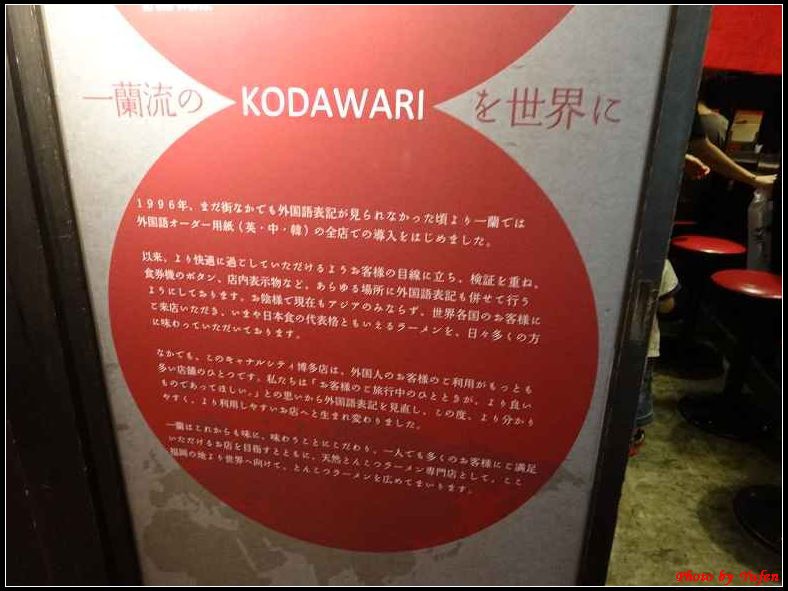 一蘭流の KODAWARI を世界に
1996年、まだ街なかでも外国語表記が見られなかった頃より一蘭では
外国語オーダー用紙（英・中・韓）の全店での導入をはじめました。
以来、より快適に過ごしていただけるようお客様の目線に立ち、検証を重ね、
食券機のボタン、店内表示物など、あらゆる場所に外国語表記も併せて行う
ようにしております。お陰様で現在もアジアのみならず、世界各国のお客様に
ご来店いただき、いまや日本食の代表格ともいえるラーメンを、日々多くの方
に味わっていただいております。
なかでも、このキャナルシティ博多店は、外国人のお客様のご利用がもっとも
多い店舗のひとつです。私たちは「お客様のご旅行中のひとときが、より良い
ものであってほしい。」との思いから外国語表記を見直し、この度、より分かり
やすく、より利用しやすいお店へと生まれ変わりました。
一蘭はこれからも味に、味わうことにこだわり、一人でも多くのお客様にご満足
いただけるお店を目指すとともに、天然とんこつラーメン専門店として、ここ
福岡の地より世界へ向けて、とんこつラーメンを広めてまいります。
Photo by Yufen